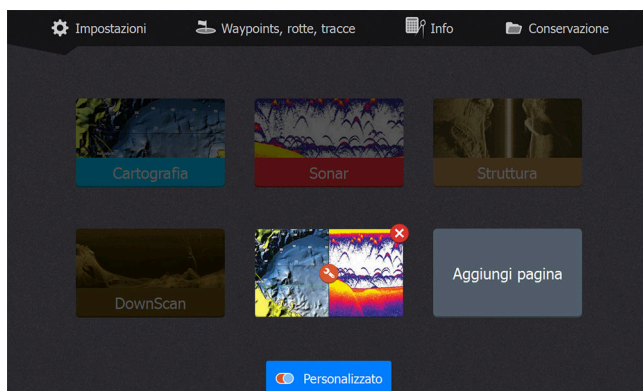 Impostazioni
Waypoints, rotte, tracce
Info
Conservazione
Cartografia
Sonar
Struttura
DownScan
Aggiungi pagina
Personalizzato